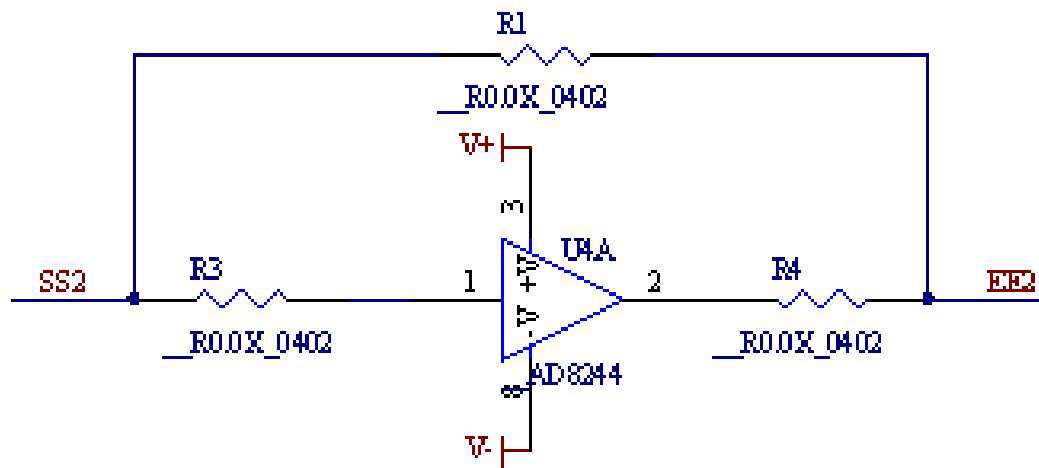 R1
__R0.0X_0402
V+
3
U4A
SS2
R3
1
+V
-V
2
R4
EE2
__R0.0X_0402
__R0.0X_0402
AD8244
8
V-